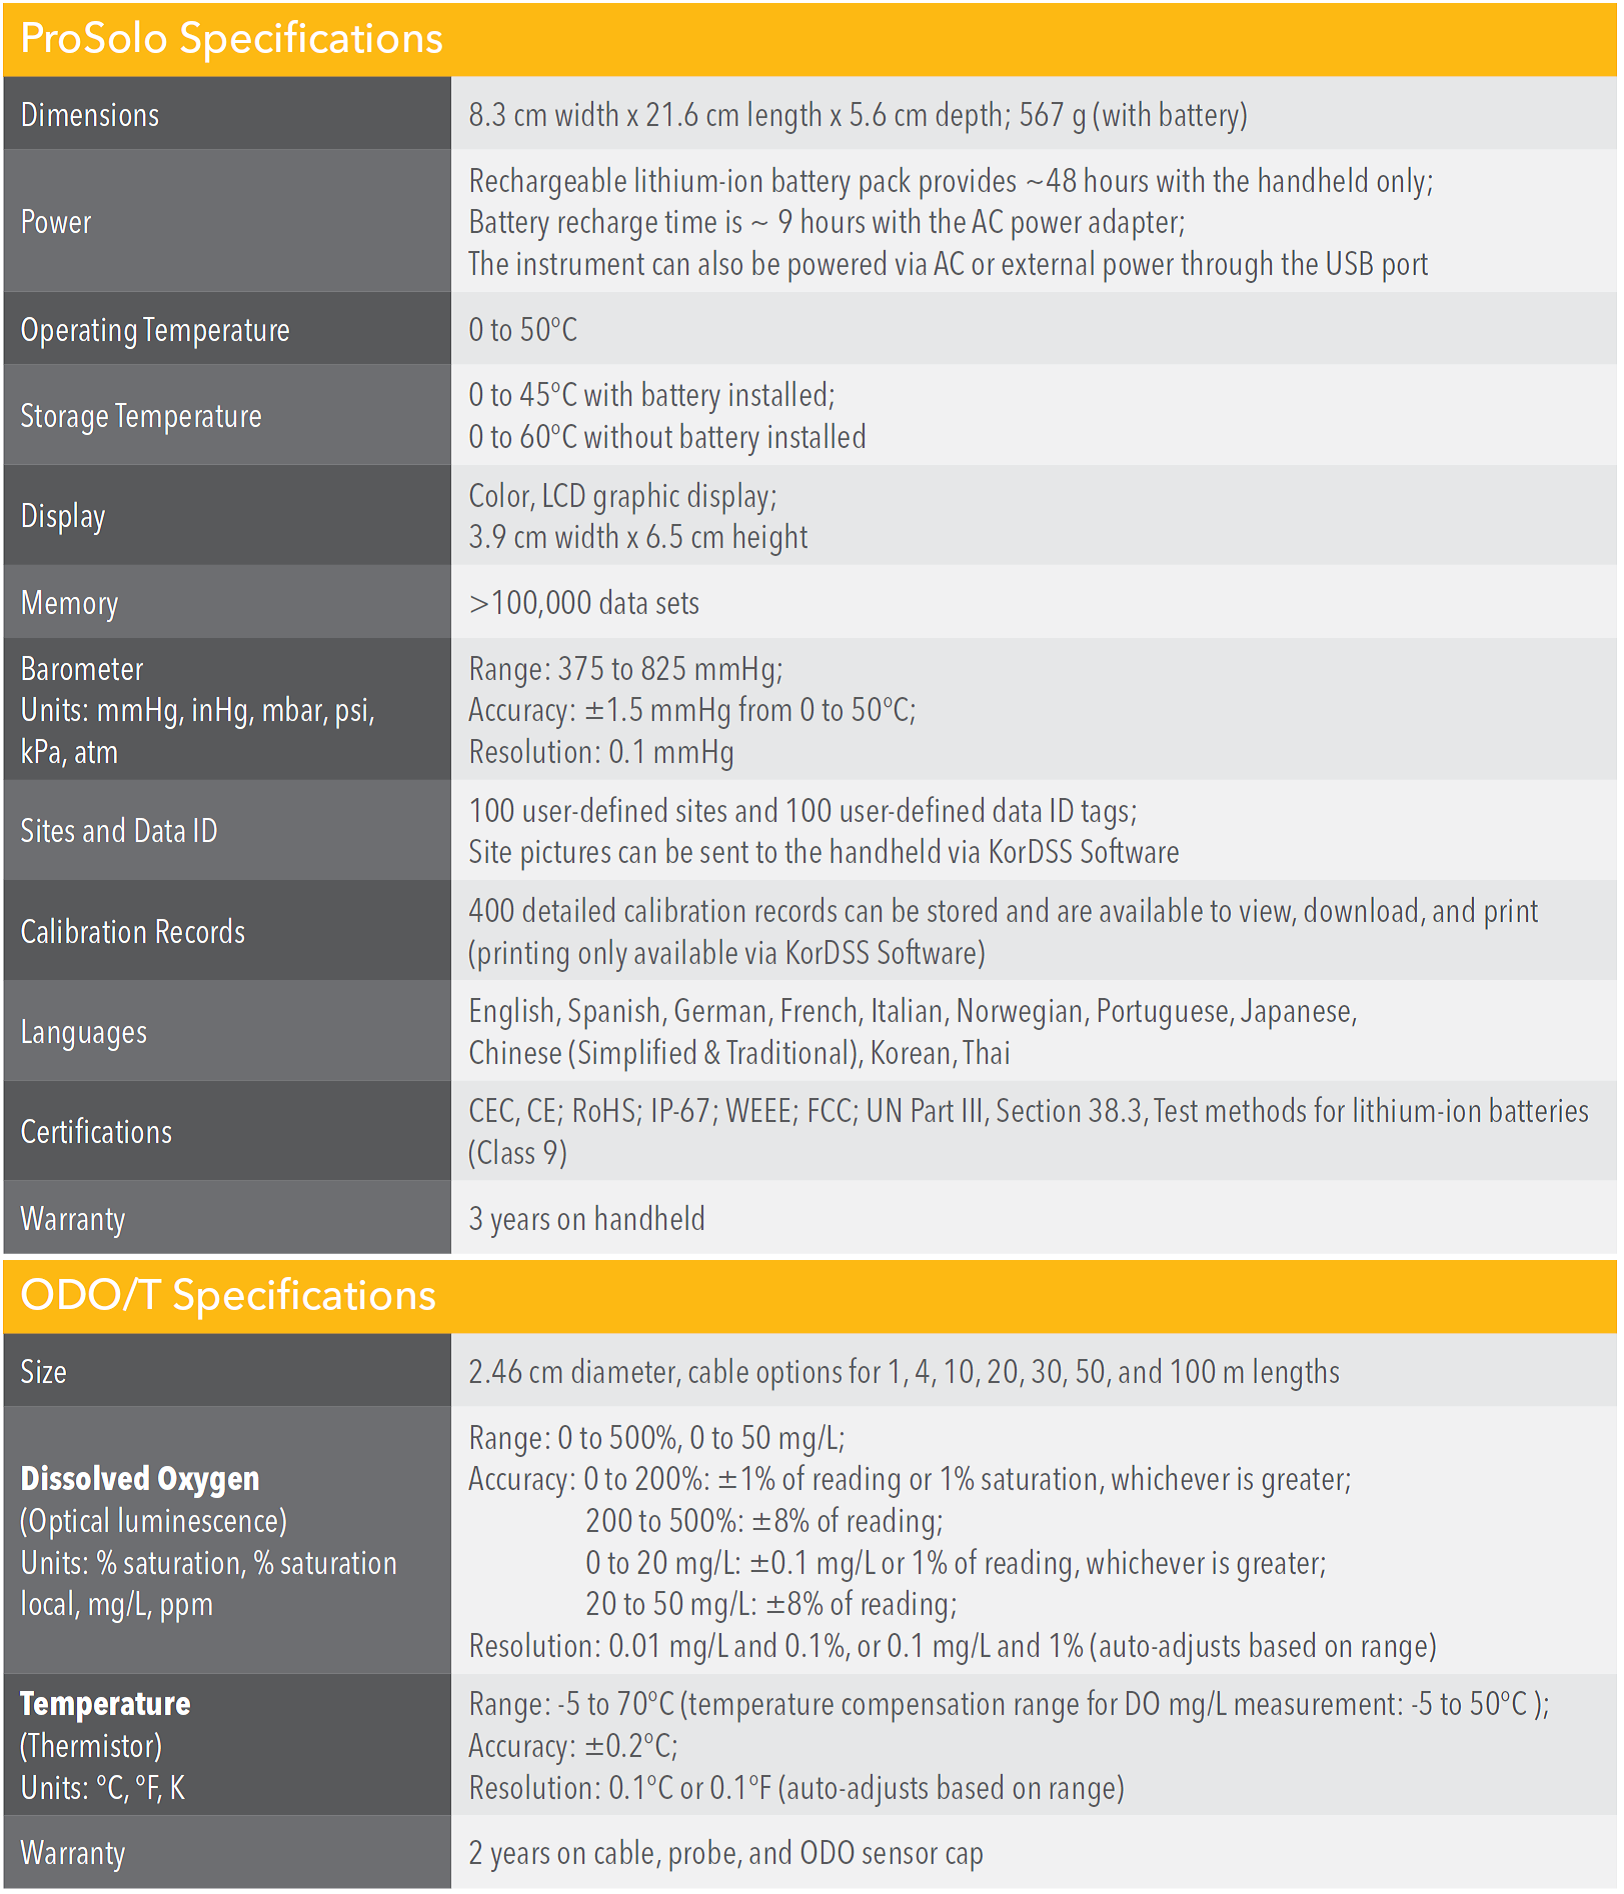 ProSolo Specifications
Dimensions
8.3 cm width x 21.6 cm length x 5.6 cm depth; 567 g (with battery)
Power
Rechargeable lithium-ion battery pack provides ~48 hours with the handheld only;
Battery recharge time is ~ 9 hours with the AC power adapter;
The instrument can also be powered via AC or external power through the USB port
Operating Temperature
0 to 50°C
Storage Temperature
0 to 45°C with battery installed;
0 to 60°C without battery installed
Display
Color, LCD graphic display;
3.9 cm width x 6.5 cm height
Memory
>100,000 data sets
Barometer
Units: mmHg, inHg, mbar, psi,
kPa, atm
Range: 375 to 825 mmHg;
Accuracy: ±1.5 mmHg from 0 to 50°C;
Resolution: 0.1 mmHg
Sites and Data ID
100 user-defined sites and 100 user-defined data ID tags;
Site pictures can be sent to the handheld via KorDSS Software
Calibration Records
400 detailed calibration records can be stored and are available to view, download, and print
(printing only available via KorDSS Software)
Languages
English, Spanish, German, French, Italian, Norwegian, Portuguese, Japanese,
Chinese (Simplified & Traditional), Korean, Thai
Certifications
CEC, CE; RoHS; IP-67; WEEE; FCC; UN Part III, Section 38.3, Test methods for lithium-ion batteries
(Class 9)
Warranty
3 years on handheld
ODO/T Specifications
Size
2.46 cm diameter, cable options for 1, 4, 10, 20, 30, 50, and 100 m lengths
Dissolved Oxygen
(Optical luminescence)
Units: % saturation, % saturation
local, mg/L, ppm
Range: 0 to 500%, 0 to 50 mg/L;
Accuracy: 0 to 200%: ±1% of reading or 1% saturation, whichever is greater;
200 to 500%: ±8% of reading;
0 to 20 mg/L: ±0.1 mg/L or 1% of reading, whichever is greater;
20 to 50 mg/L: ±8% of reading;
Resolution: 0.01 mg/L and 0.1%, or 0.1 mg/L and 1% (auto-adjusts based on range)
Temperature
(Thermistor)
Units: °C, °F, K
Range: -5 to 70°C (temperature compensation range for DO mg/L measurement: -5 to 50°C );
Accuracy: ±0.2°C;
Resolution: 0.1°C or 0.1°F (auto-adjusts based on range)
Warranty
2 years on cable, probe, and ODO sensor cap